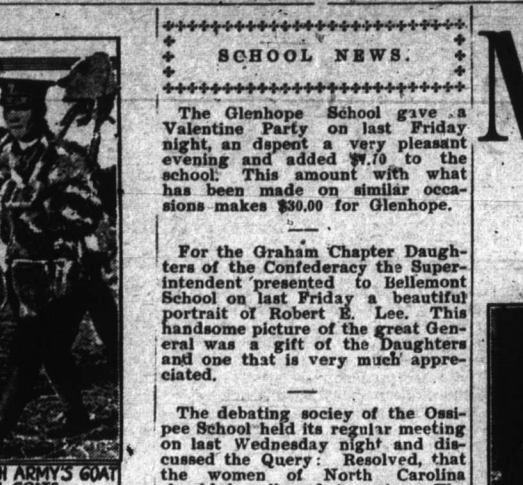 SCHOOL NEWS.
The Glenhope School gave a
Valentine Party on last Friday
night, an dspent a very pleasant
evening and added to the
school. This amount with what
has been made on similar occa-
sions makes $30.00 for Glenhope.
For the Graham Chapter Daugh-
ters of the Confederacy the Super-
intendent presented to Bellemont
School on last Friday a beautiful
portrait of Robert E. Lee. This
handsome picture of the great Gen-
eral was a gift of the Daughters
and one that is very much appre-
ciated.
The debating sociey of the Ossi-
pee School held its regular meeting
on last Wednesday night and dis-
cussed the Query: Resolved, that
the women of North Carolina
H ARMY'S GOAT